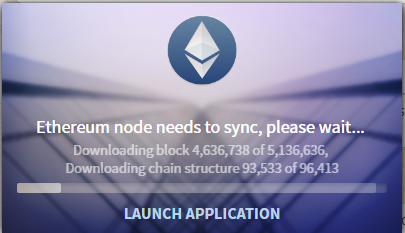 Ethereum node needs to sync, please wait...
Downloading block 4,636,738 of 5,136,636,
Downloading chain structure 93,533 of 96,413
LAUNCH APPLICATION